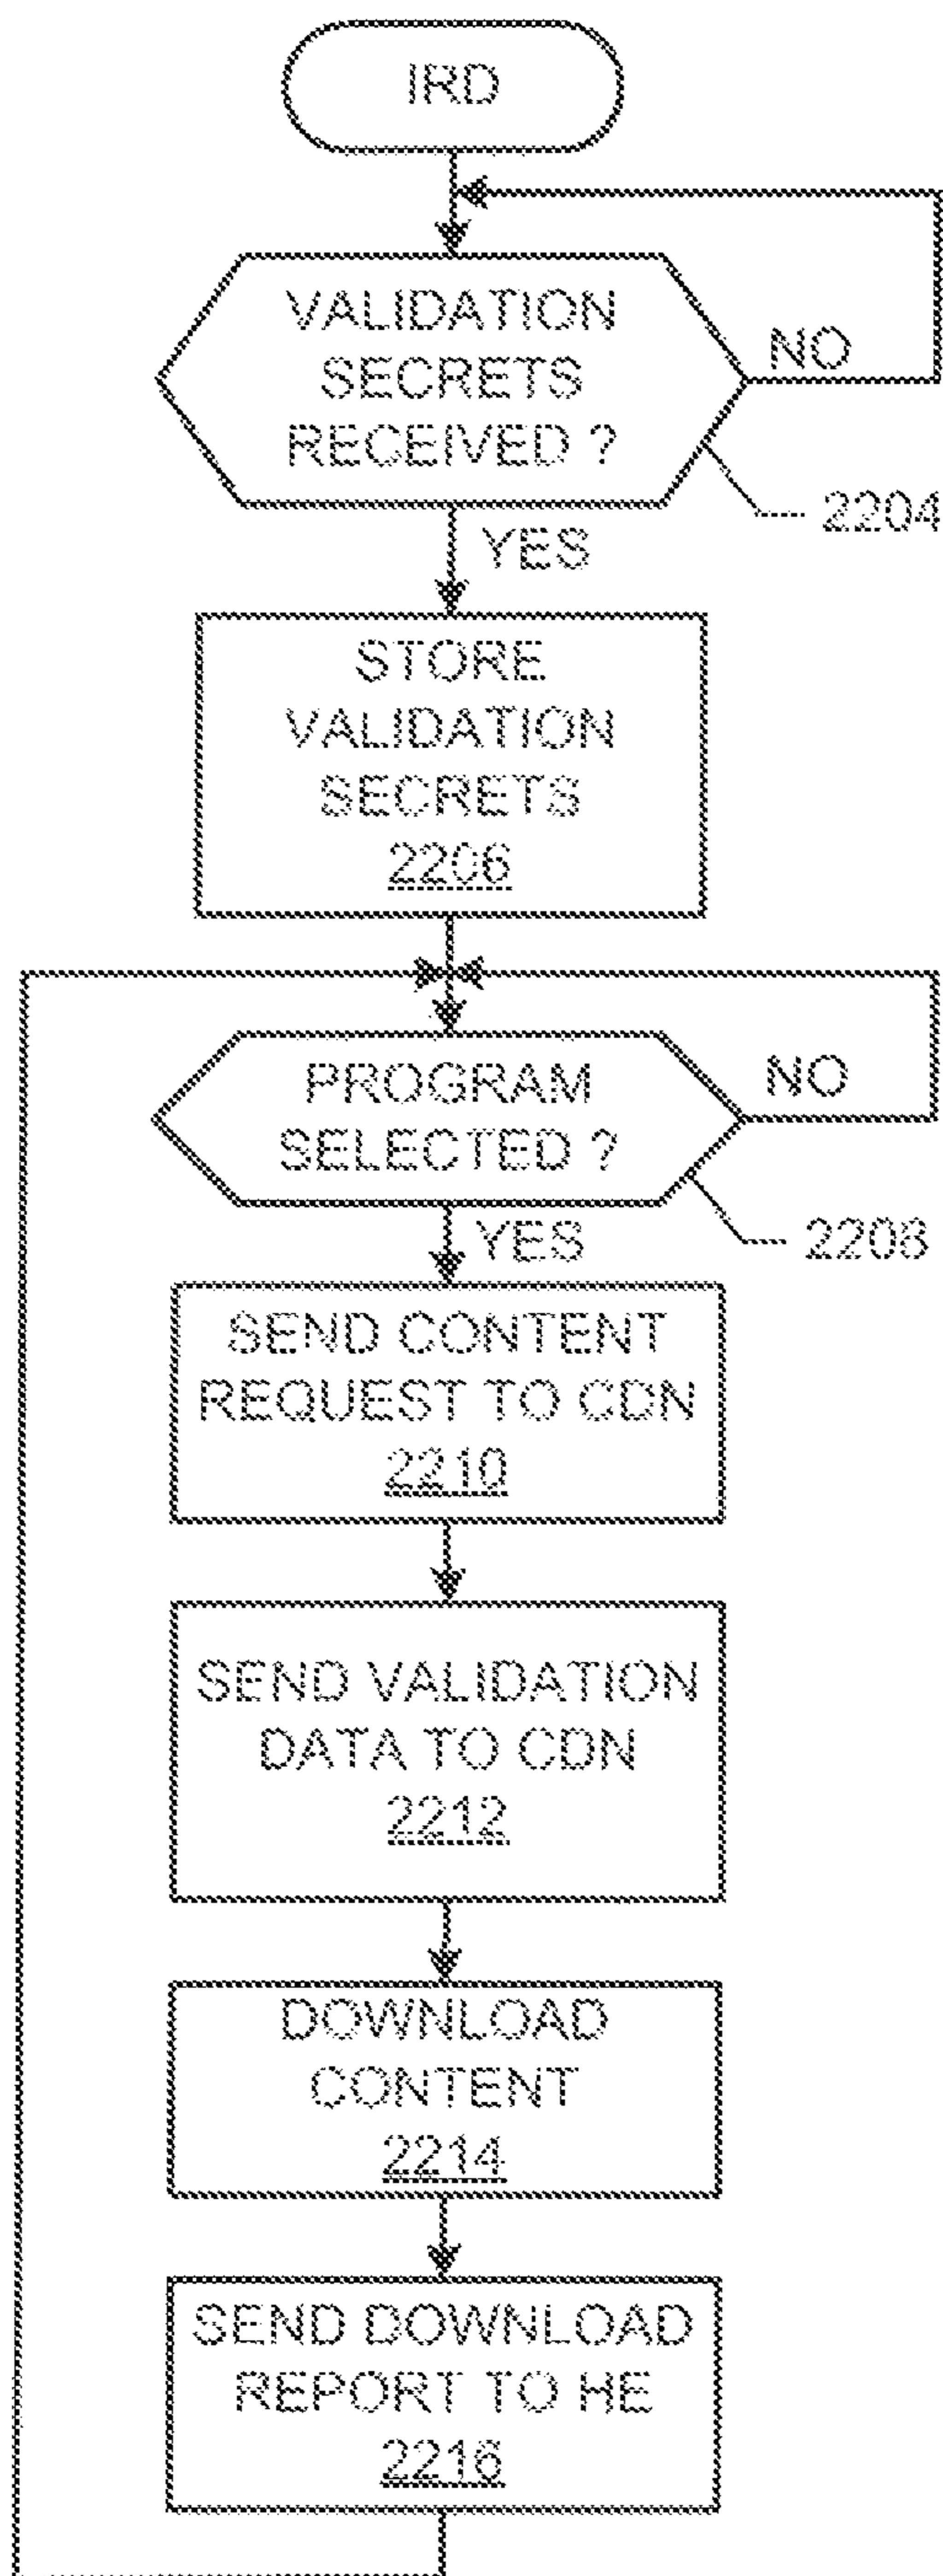 IRD
VALIDATION
SECRETS
RECEIVED ?
NO
2204
YES
STORE
VALIDATION
SECRETS
2206
PROGRAM
SELECTED ?
NO
2208
YES
SEND CONTENT
REQUEST TO CDN
2210
SEND VALIDATION
DATA TO CDN
2212
DOWNLOAD
CONTENT
2214
SEND DOWNLOAD
REPORT TO HE
2216